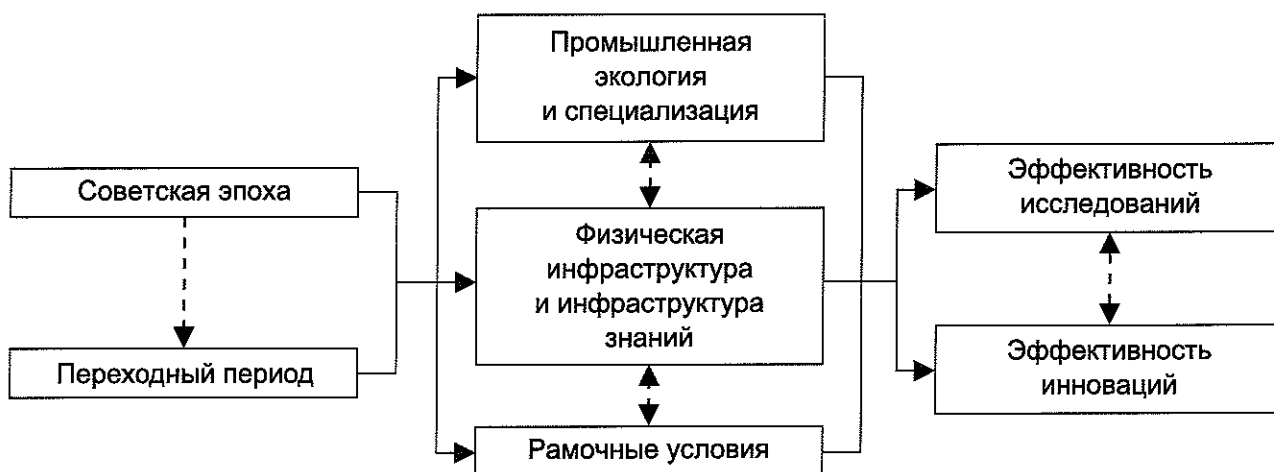 Советская эпоха
Переходный период
Промышленная
экология
и специализация
Физическая
инфраструктура
и инфраструктура
знаний
Рамочные условия
Эффективность
исследований
Эффективность
инноваций